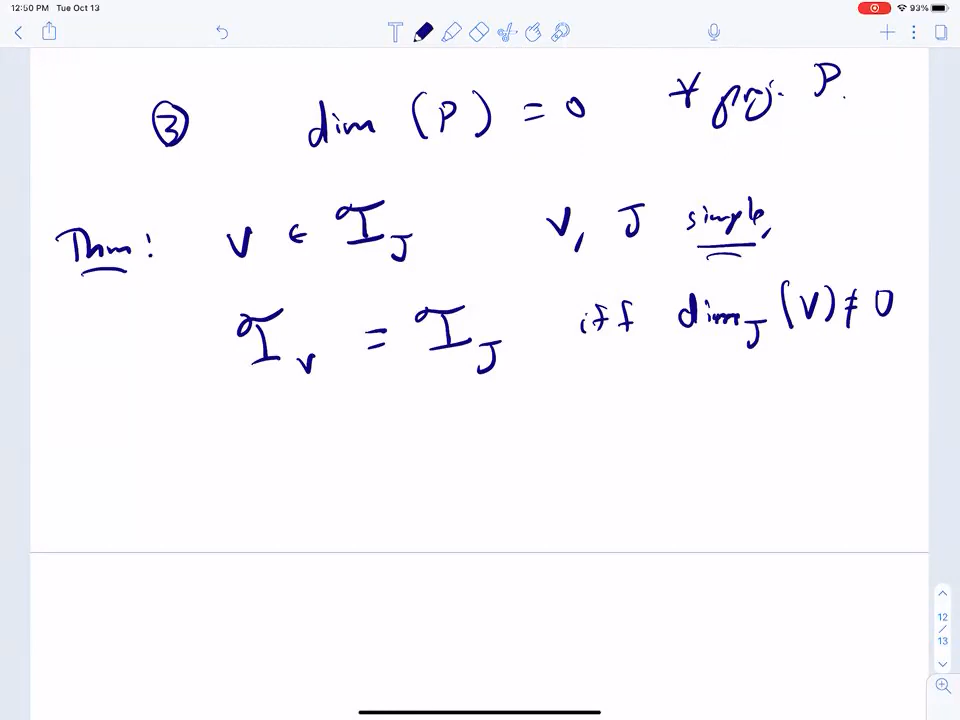 12:50 PM Tue Oct 13
93%
③ dim (P) = 0 ∀ proj. P.
Thm: V ∈ I_J V, J simple,
I_V = I_J iff dim_J (V) ≠ 0
12
13